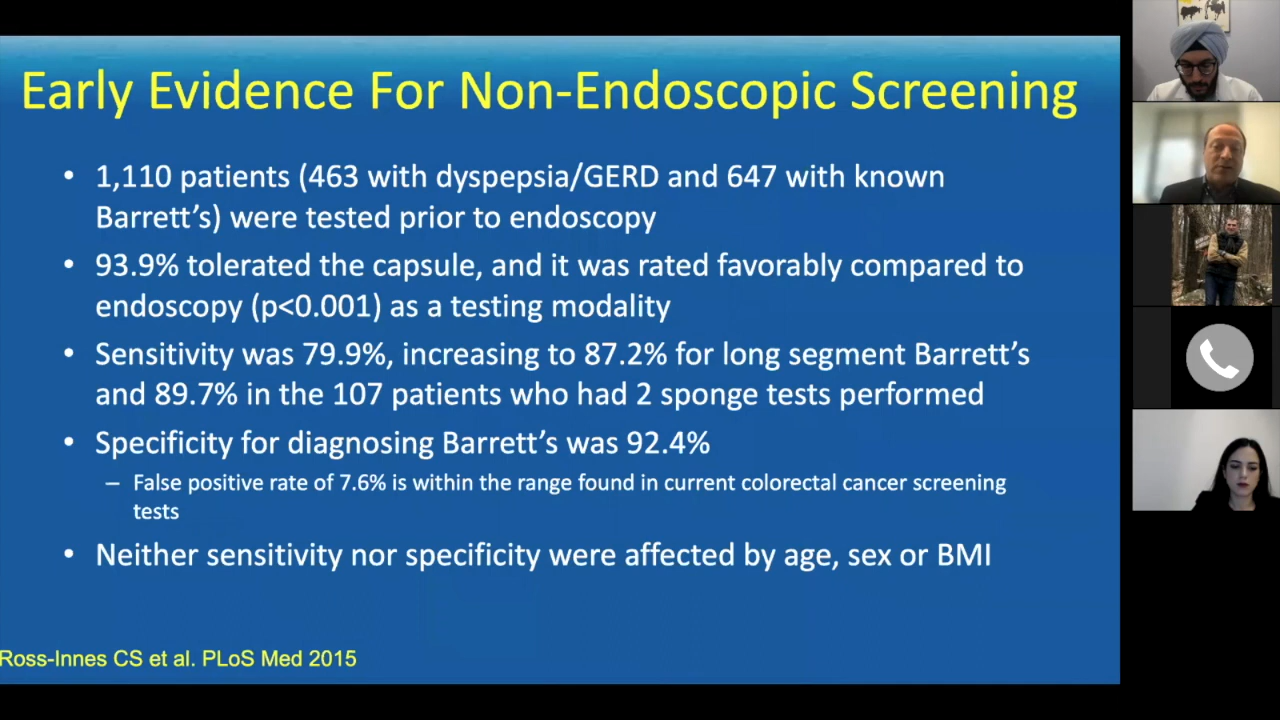 Early Evidence For Non-Endoscopic Screening
• 1,110 patients (463 with dyspepsia/GERD and 647 with known
Barrett's) were tested prior to endoscopy
• 93.9% tolerated the capsule, and it was rated favorably compared to
endoscopy (p<0.001) as a testing modality
• Sensitivity was 79.9%, increasing to 87.2% for long segment Barrett's
and 89.7% in the 107 patients who had 2 sponge tests performed
• Specificity for diagnosing Barrett's was 92.4%
– False positive rate of 7.6% is within the range found in current colorectal cancer screening
tests
• Neither sensitivity nor specificity were affected by age, sex or BMI
Ross-Innes CS et al. PLoS Med 2015